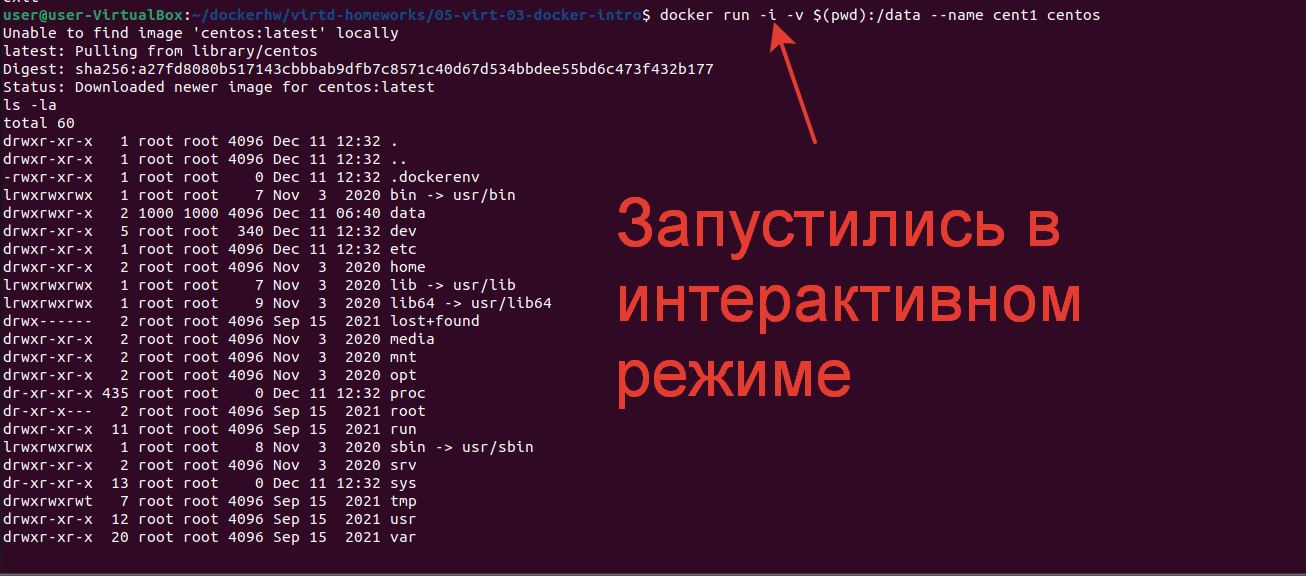 exit
user@user-VirtualBox:~/dockerhw/virtd-homeworks/05-virt-03-docker-intro$ docker run -i -v $(pwd):/data --name cent1 centos
Unable to find image 'centos:latest' locally
latest: Pulling from library/centos
Digest: sha256:a27fd8080b517143cbbbab9dfb7c8571c40d67d534bbdee55bd6c473f432b177
Status: Downloaded newer image for centos:latest
ls -la
total 60
drwxr-xr-x   1 root root 4096 Dec 11 12:32 .
drwxr-xr-x   1 root root 4096 Dec 11 12:32 ..
-rwxr-xr-x   1 root root    0 Dec 11 12:32 .dockerenv
lrwxrwxrwx   1 root root    7 Nov  3  2020 bin -> usr/bin
drwxrwxr-x   2 1000 1000 4096 Dec 11 06:40 data
drwxr-xr-x   5 root root  340 Dec 11 12:32 dev
drwxr-xr-x   1 root root 4096 Dec 11 12:32 etc
drwxr-xr-x   2 root root 4096 Nov  3  2020 home
lrwxrwxrwx   1 root root    7 Nov  3  2020 lib -> usr/lib
lrwxrwxrwx   1 root root    9 Nov  3  2020 lib64 -> usr/lib64
drwx------   2 root root 4096 Sep 15  2021 lost+found
drwxr-xr-x   2 root root 4096 Nov  3  2020 media
drwxr-xr-x   2 root root 4096 Nov  3  2020 mnt
drwxr-xr-x   2 root root 4096 Nov  3  2020 opt
dr-xr-xr-x 435 root root    0 Dec 11 12:32 proc
dr-xr-x---   2 root root 4096 Sep 15  2021 root
drwxr-xr-x  11 root root 4096 Sep 15  2021 run
lrwxrwxrwx   1 root root    8 Nov  3  2020 sbin -> usr/sbin
drwxr-xr-x   2 root root 4096 Nov  3  2020 srv
dr-xr-xr-x  13 root root    0 Dec 11 12:32 sys
drwxrwxrwt   7 root root 4096 Sep 15  2021 tmp
drwxr-xr-x  12 root root 4096 Sep 15  2021 usr
drwxr-xr-x  20 root root 4096 Sep 15  2021 var
Запустились в
интерактивном
режиме